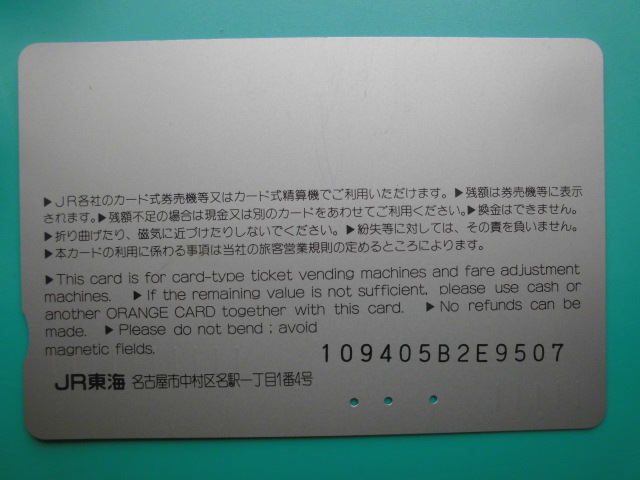 ▶JR各社のカード式券売機等又はカード式精算機でご利用いただけます。▶残額は券売機等に表示
されます。▶残額不足の場合は現金又は別のカードをあわせてご利用ください。▶換金はできません。
▶折り曲げたり、磁気に近づけたりしないでください。▶紛失等に対しては、その責を負いません。
▶本カードの利用に係わる事項は当社の旅客営業規則の定めるところによります。
▶This card is for card-type ticket vending machines and fare adjustment
machines. ▶If the remaining value is not sufficient, please use cash or
another ORANGE CARD together with this card. ▶No refunds can be
made. ▶Please do not bend; avoid
magnetic fields.
109405B2E9507
JR東海 名古屋市中村区名駅一丁目1番4号